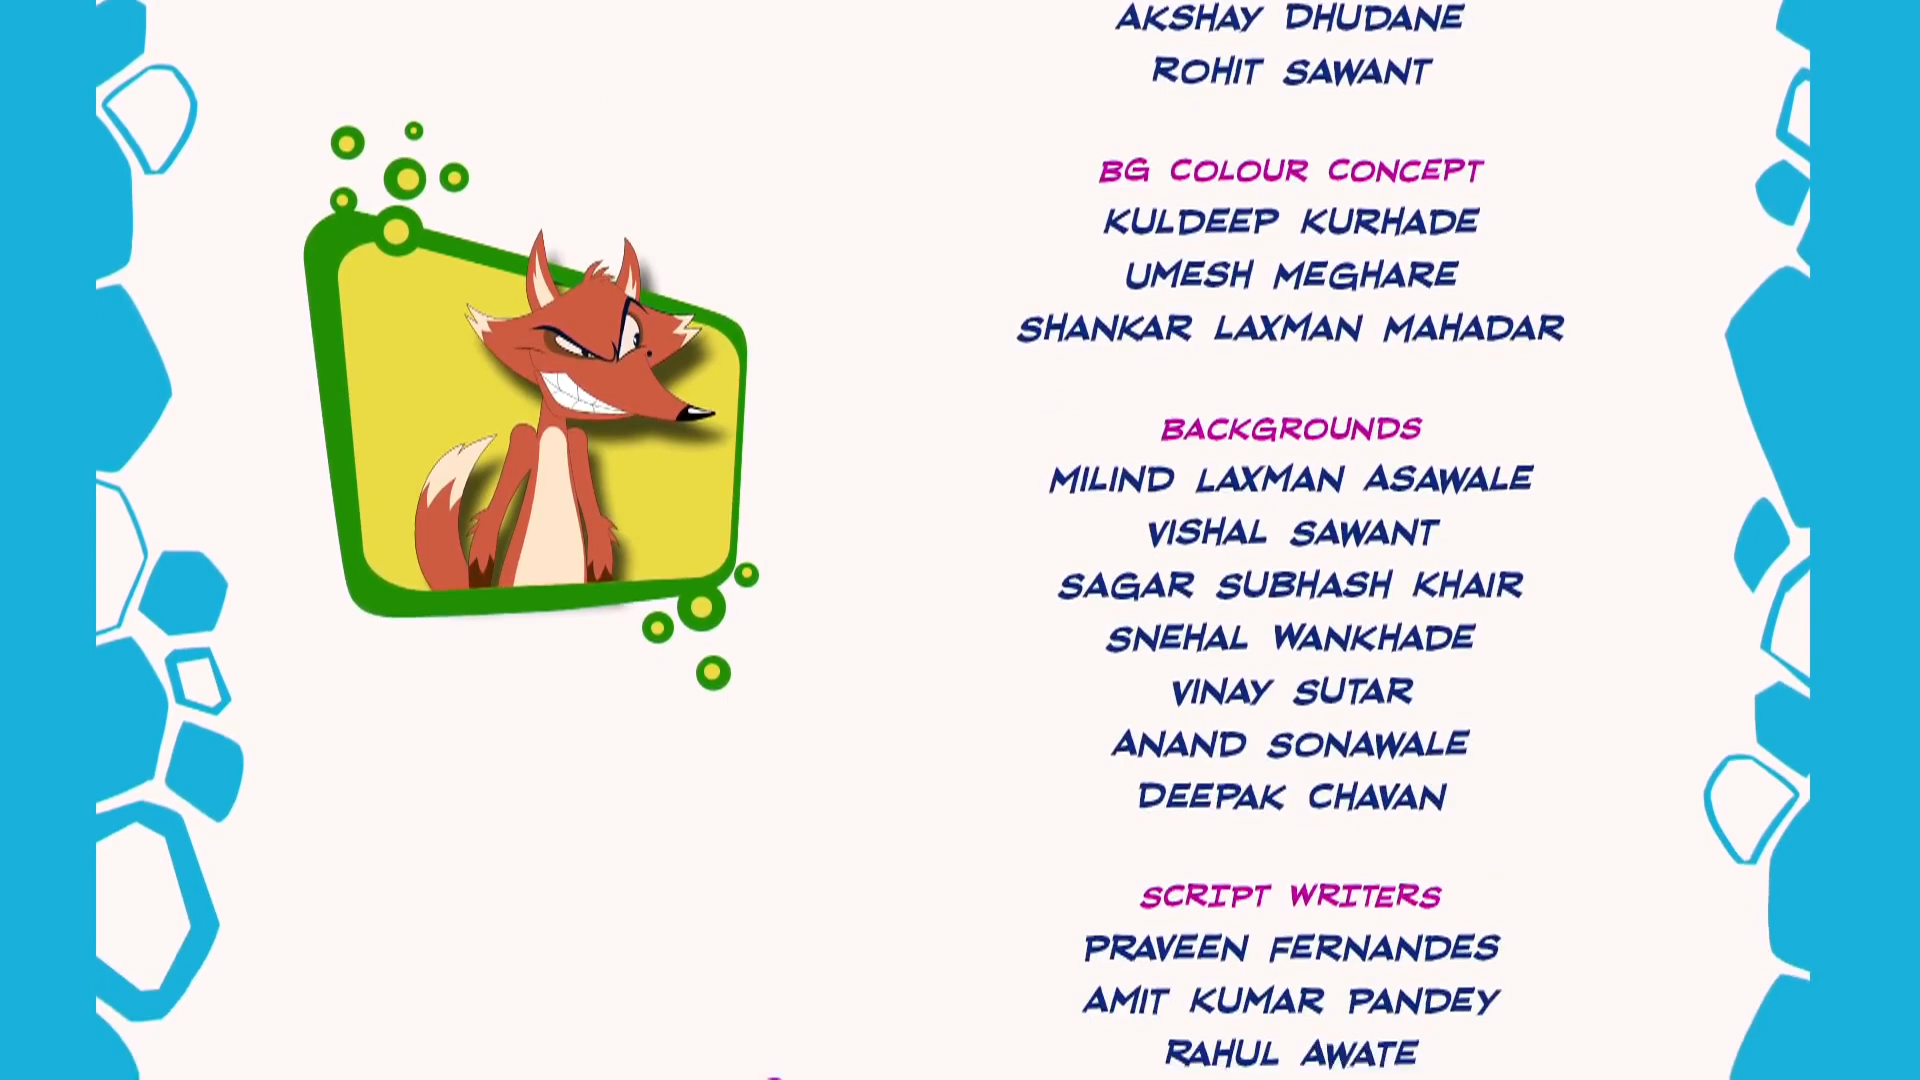 AKSHAY DHUDANE
ROHIT SAWANT
BG COLOUR CONCEPT
KULDEEP KURHADE
UMESH MEGHARE
SHANKAR LAXMAN MAHADAR
BACKGROUNDS
MILIND LAXMAN ASAWALE
VISHAL SAWANT
SAGAR SUBHASH KHAIR
SNEHAL WANKHADE
VINAY SUTAR
ANAND SONAWALE
DEEPAK CHAVAN
SCRIPT WRITERS
PRAVEEN FERNANDES
AMIT KUMAR PANDEY
RAHUL AWATE